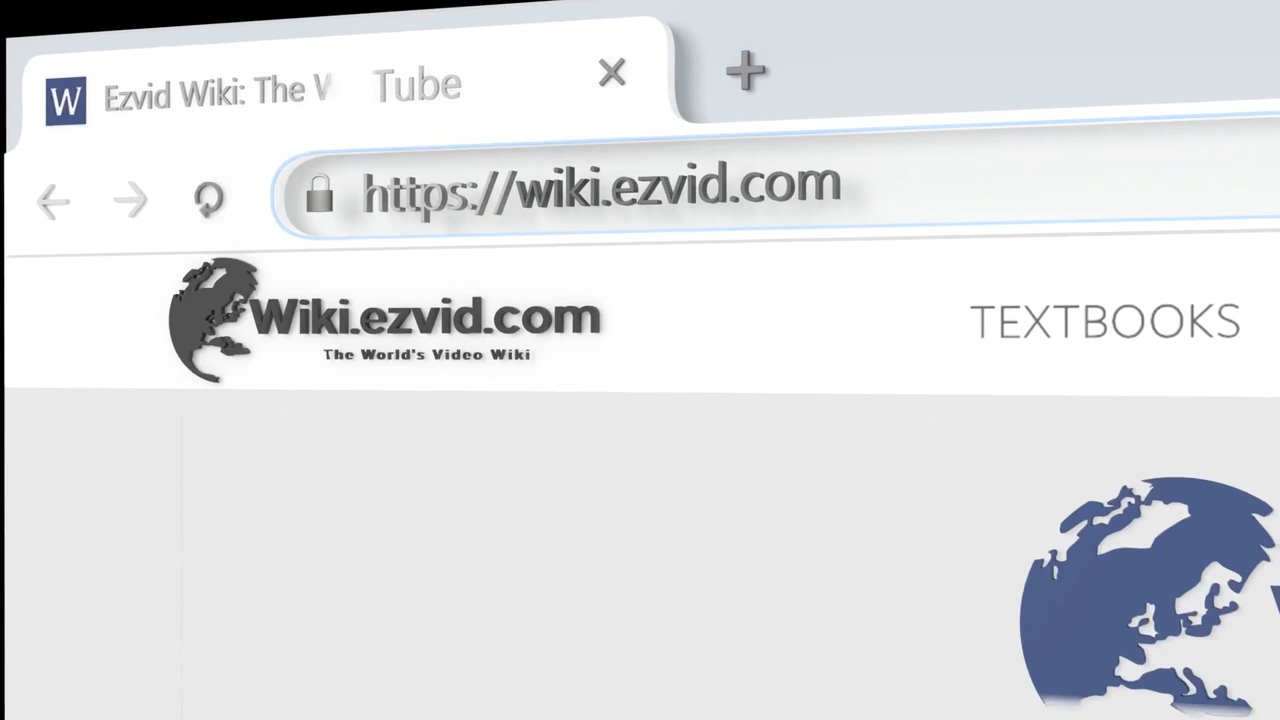 W Ezvid Wiki: The W Tube
https://wiki.ezvid.com
Wiki.ezvid.com
The World's Video Wiki
TEXTBOOKS